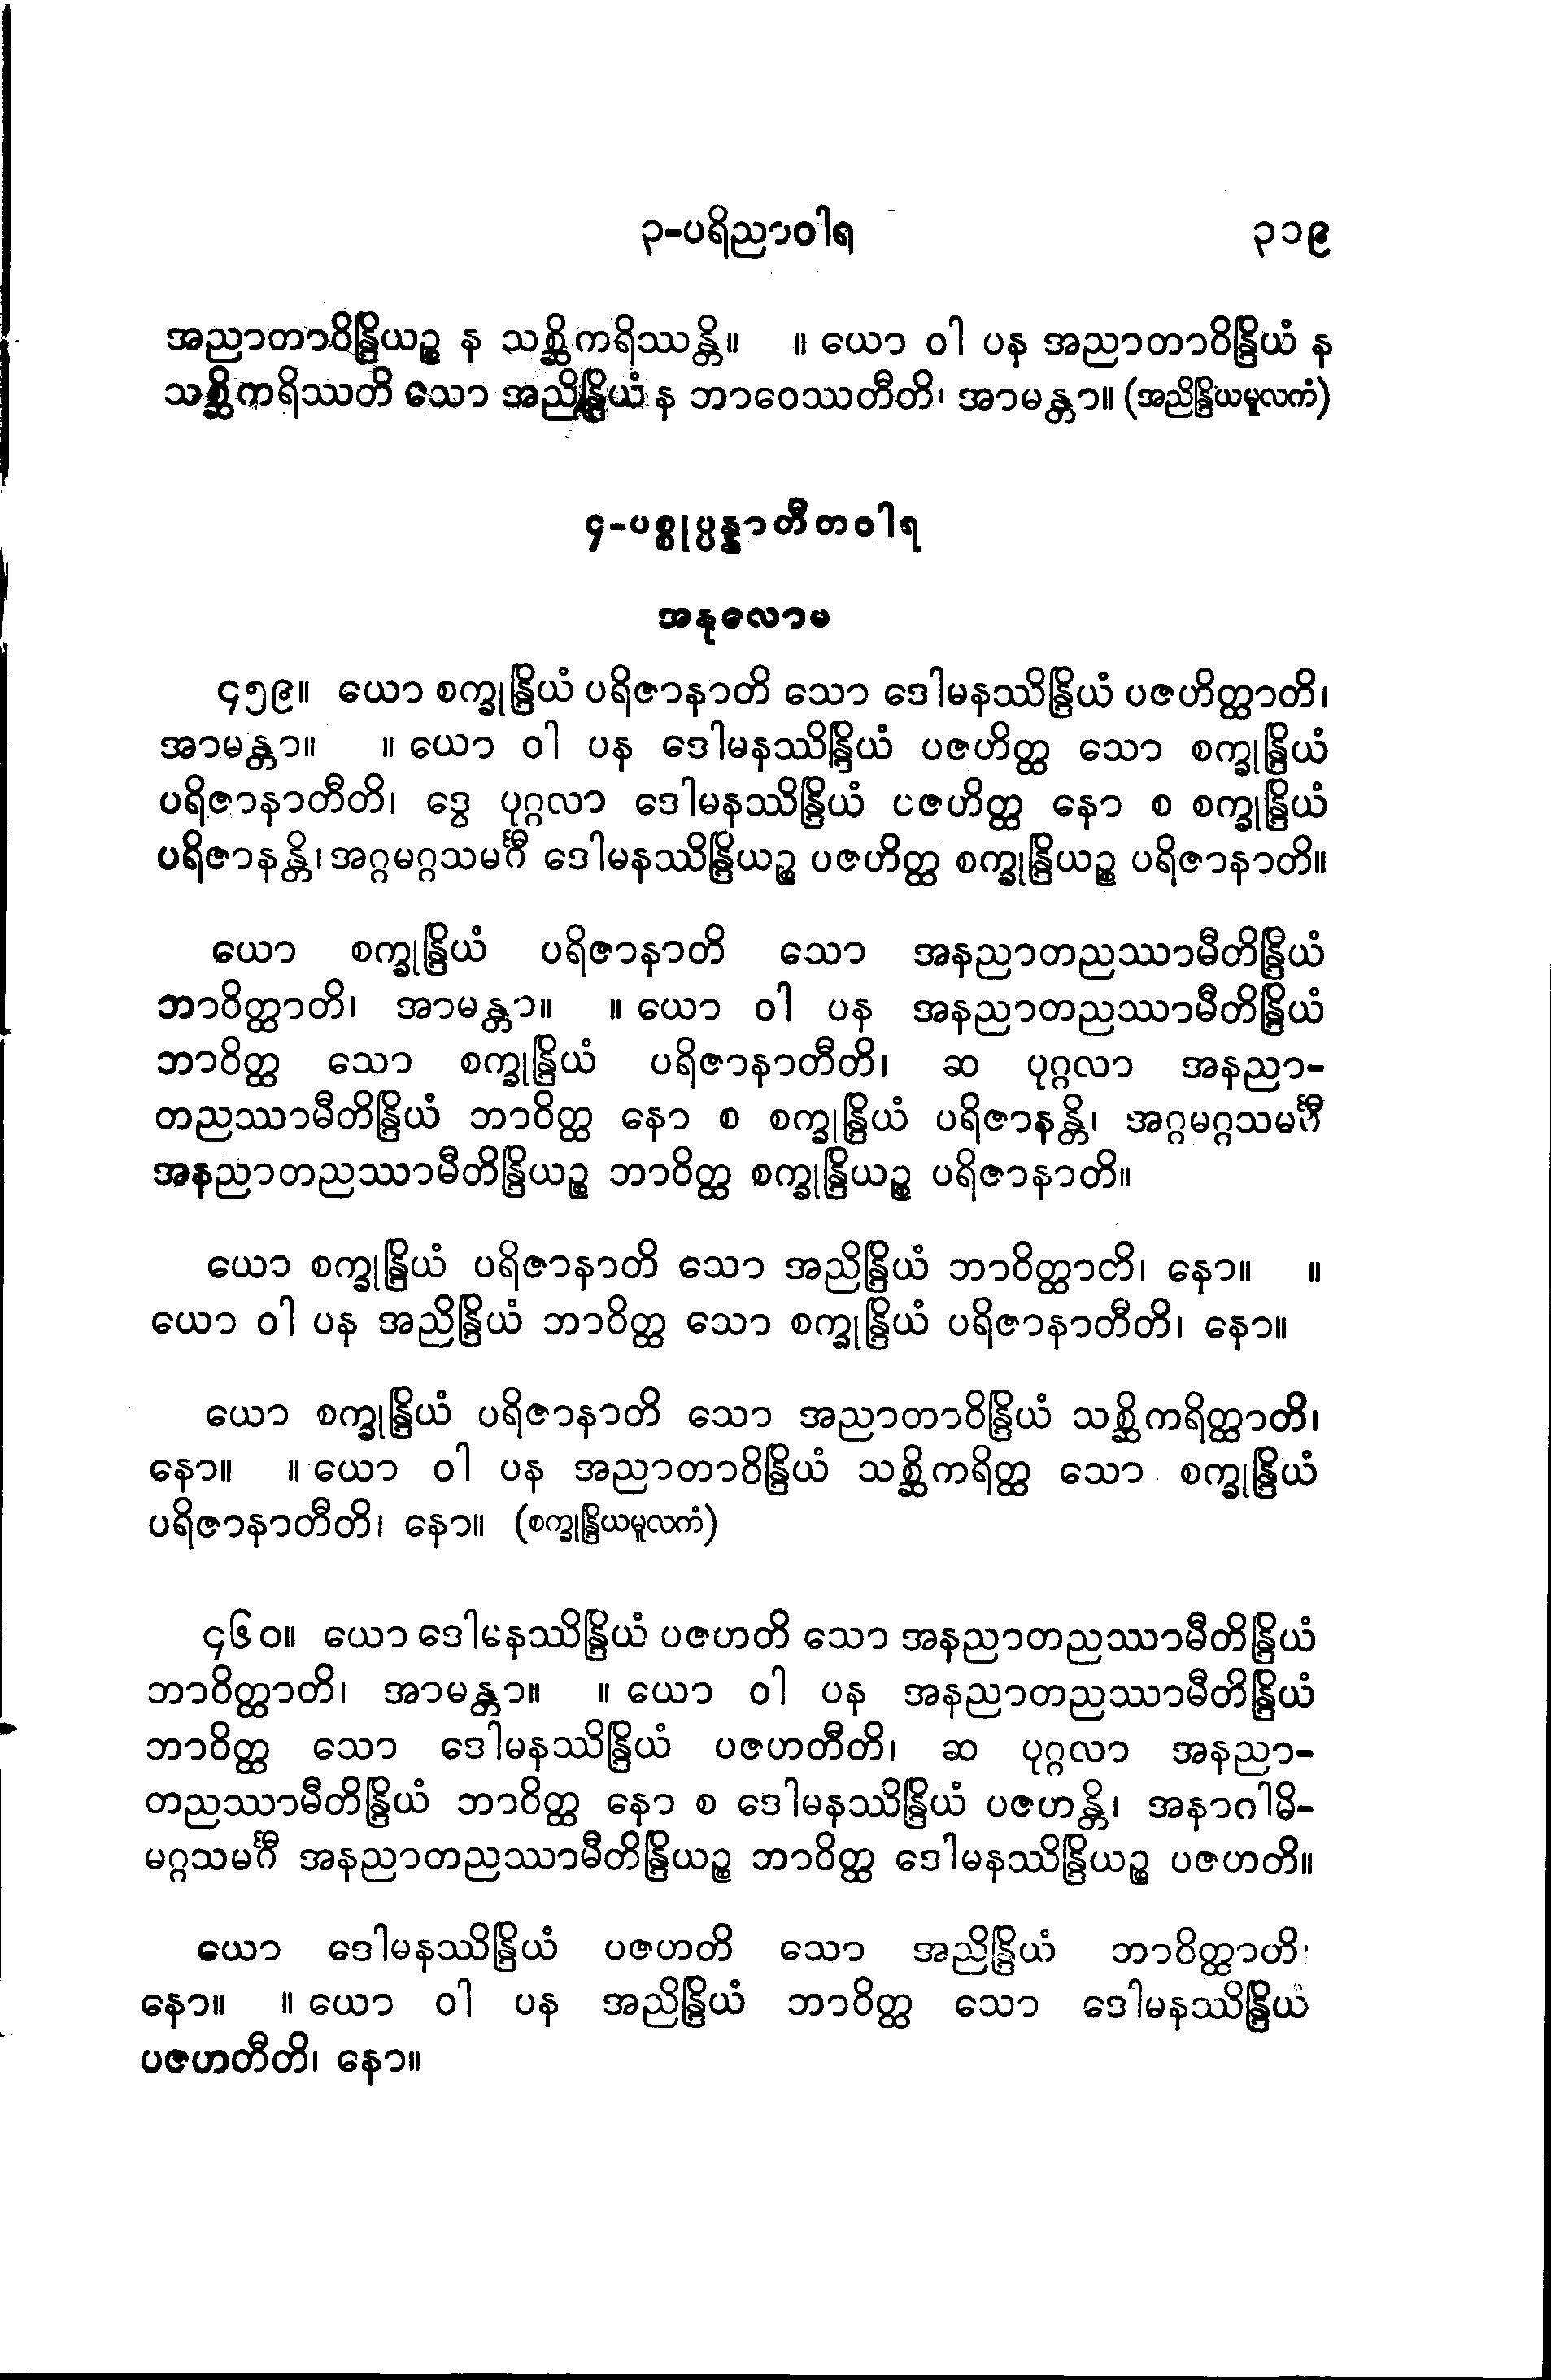 ၃-ပရိညာဝါရ ၃၁၉
အညာတာဝိန္ဒြိယဉ္စ န သစ္ဆိကရိဿန္တိ။ ။ ယော ဝါ ပန အညာတာဝိန္ဒြိယံ န
သစ္ဆိကရိဿတိ သော အညိန္ဒြိယံ န ဘာဝေဿတီတိ၊ အာမန္တာ။ (အညိန္ဒြိယမူလကံ)
၄-ပစ္စုပ္ပန္နာတီတဝါရ
အနုလောမ
၄၅၉။ ယော စက္ခုန္ဒြိယံ ပရိဇာနာတိ သော ဒေါမနဿိန္ဒြိယံ ပဇဟိတ္ထာတိ၊
အာမန္တာ။ ။ ယော ဝါ ပန ဒေါမနဿိန္ဒြိယံ ပဇဟိတ္ထ သော စက္ခုန္ဒြိယံ
ပရိဇာနာတီတိ၊ ဒွေ ပုဂ္ဂလာ ဒေါမနဿိန္ဒြိယံ ပဇဟိတ္ထ နော စ စက္ခုန္ဒြိယံ
ပရိဇာနန္တိ၊ အဂ္ဂမဂ္ဂသမင်္ဂီ ဒေါမနဿိန္ဒြိယဉ္စ ပဇဟိတ္ထ စက္ခုန္ဒြိယဉ္စ ပရိဇာနာတိ။
ယော စက္ခုန္ဒြိယံ ပရိဇာနာတိ သော အနညာတညဿာမီတိန္ဒြိယံ
ဘာဝိတ္ထာတိ၊ အာမန္တာ။ ။ ယော ဝါ ပန အနညာတညဿာမီတိန္ဒြိယံ
ဘာဝိတ္ထ သော စက္ခုန္ဒြိယံ ပရိဇာနာတီတိ၊ ဆ ပုဂ္ဂလာ အနညာ-
တညဿာမီတိန္ဒြိယံ ဘာဝိတ္ထ နော စ စက္ခုန္ဒြိယံ ပရိဇာနန္တိ၊ အဂ္ဂမဂ္ဂသမင်္ဂီ
အနညာတညဿာမီတိန္ဒြိယဉ္စ ဘာဝိတ္ထ စက္ခုန္ဒြိယဉ္စ ပရိဇာနာတိ။
ယော စက္ခုန္ဒြိယံ ပရိဇာနာတိ သော အညိန္ဒြိယံ ဘာဝိတ္ထာတိ၊ နော။ ။
ယော ဝါ ပန အညိန္ဒြိယံ ဘာဝိတ္ထ သော စက္ခုန္ဒြိယံ ပရိဇာနာတီတိ၊ နော။
ယော စက္ခုန္ဒြိယံ ပရိဇာနာတိ သော အညာတာဝိန္ဒြိယံ သစ္ဆိကရိတ္ထာတိ၊
နော။ ။ ယော ဝါ ပန အညာတာဝိန္ဒြိယံ သစ္ဆိကရိတ္ထ သော စက္ခုန္ဒြိယံ
ပရိဇာနာတီတိ၊ နော။ (စက္ခုန္ဒြိယမူလကံ)
၄၆၀။ ယော ဒေါမနဿိန္ဒြိယံ ပဇဟတိ သော အနညာတညဿာမီတိန္ဒြိယံ
ဘာဝိတ္ထာတိ၊ အာမန္တာ။ ။ ယော ဝါ ပန အနညာတညဿာမီတိန္ဒြိယံ
ဘာဝိတ္ထ သော ဒေါမနဿိန္ဒြိယံ ပဇဟတီတိ၊ ဆ ပုဂ္ဂလာ အနညာ-
တညဿာမီတိန္ဒြိယံ ဘာဝိတ္ထ နော စ ဒေါမနဿိန္ဒြိယံ ပဇဟန္တိ၊ အနာဂါမိ-
မဂ္ဂသမင်္ဂီ အနညာတညဿာမီတိန္ဒြိယဉ္စ ဘာဝိတ္ထ ဒေါမနဿိန္ဒြိယဉ္စ ပဇဟတိ။
ယော ဒေါမနဿိန္ဒြိယံ ပဇဟတိ သော အညိန္ဒြိယံ ဘာဝိတ္ထာတိ၊
နော။ ။ ယော ဝါ ပန အညိန္ဒြိယံ ဘာဝိတ္ထ သော ဒေါမနဿိန္ဒြိယံ
ပဇဟတီတိ၊ နော။